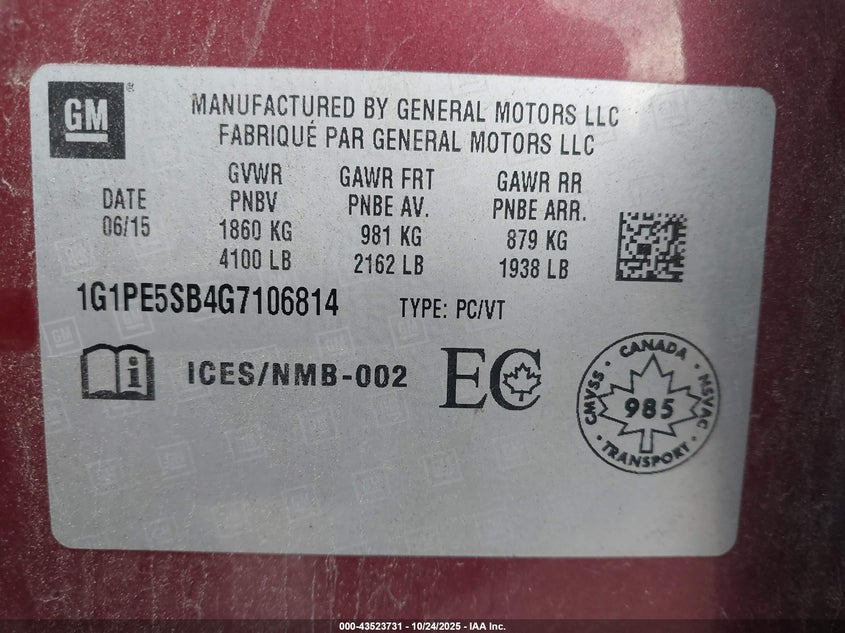 GM
MANUFACTURED BY GENERAL MOTORS LLC
FABRIQUÉ PAR GENERAL MOTORS LLC
DATE
06/15
GVWR
PNBV
1860 KG
4100 LB
GAWR FRT
PNBE AV.
981 KG
2162 LB
GAWR RR
PNBE ARR.
879 KG
1938 LB
1G1PE5SB4G7106814 TYPE: PC/VT
i ICES/NMB-002 EC
CANADA
CMVSS 985 NSVAC
TRANSPORT
000-43523731 - 10/24/2025 - IAA Inc.